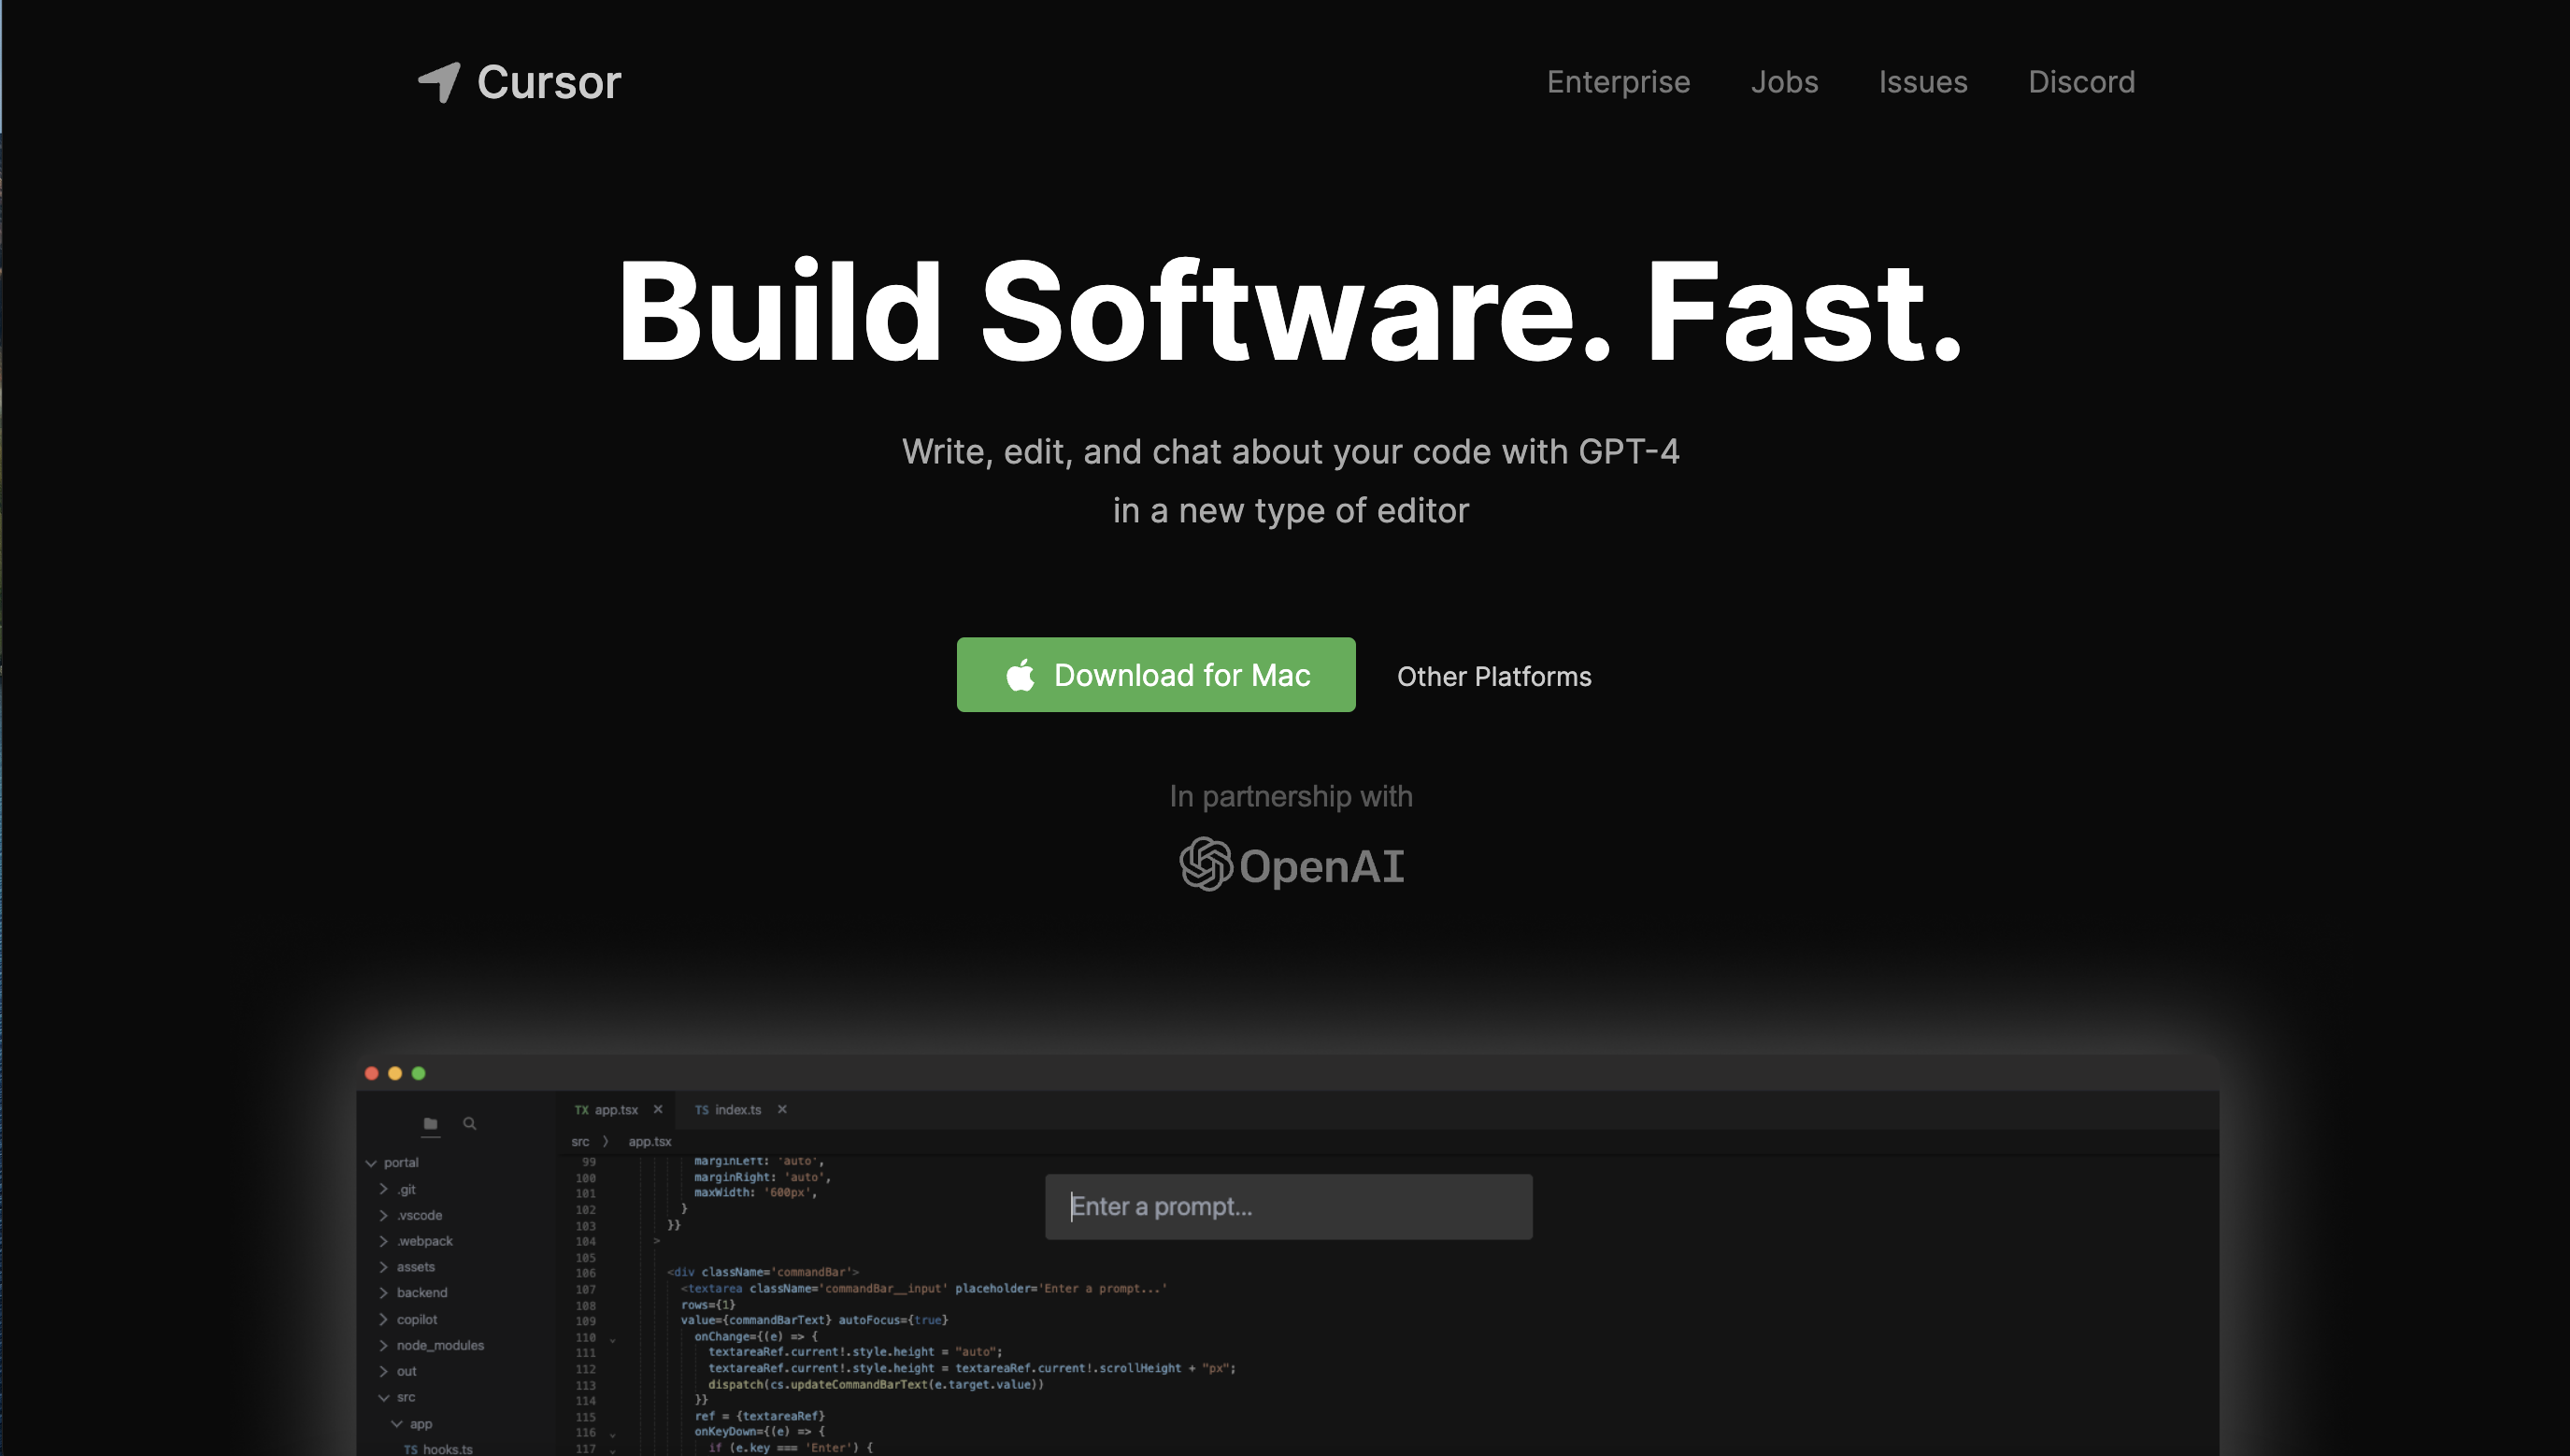 Cursor
Enterprise Jobs Issues Discord
Build Software. Fast.
Write, edit, and chat about your code with GPT-4
in a new type of editor
Download for Mac
Other Platforms
In partnership with
OpenAI
TX app.tsx × TS index.ts ×
src 〉 app.tsx
portal
.git
.vscode
.webpack
assets
backend
copilot
node_modules
out
src
app
TS hooks.ts
Enter a prompt...
99 marginLeft: 'auto',
100 marginRight: 'auto',
101 maxWidth: '600px',
102 }
103 }}
104 >
105
106 <div className='commandBar'>
107 <textarea className='commandBar__input' placeholder='Enter a prompt...'
108 rows={1}
109 value={commandBarText} autoFocus={true}
110 onChange={(e) => {
111 textareaRef.current!.style.height = "auto";
112 textareaRef.current!.style.height = textareaRef.current!.scrollHeight + "px";
113 dispatch(cs.updateCommandBarText(e.target.value))
114 }}
115 ref = {textareaRef}
116 onKeyDown={(e) => {
117 if (e.key === 'Enter') {